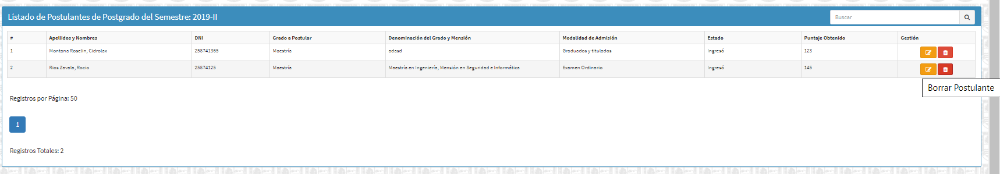 Listado de Postulantes de Postgrado del Semestre: 2019-II
Buscar
# Apellidos y Nombres DNI Grado a Postular Denominación del Grado y Mensión Modalidad de Admisión Estado Puntaje Obtenido Gestión
1 Montana Roselin, Cidrolax 258741365 Maestría adasd Graduados y titulados Ingresó 123
2 Rios Zavala, Rocio 25874125 Maestría Maestría en Ingeniería, Mensión en Seguridad e Informática Examen Ordinario Ingresó 145
Borrar Postulante
Registros por Página: 50
1
Registros Totales: 2